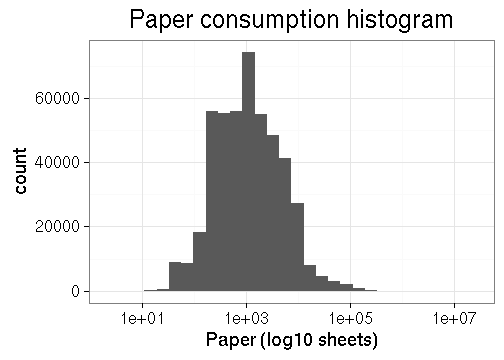 Paper consumption histogram
count
60000
40000
20000
0
1e+01 1e+03 1e+05 1e+07
Paper (log10 sheets)